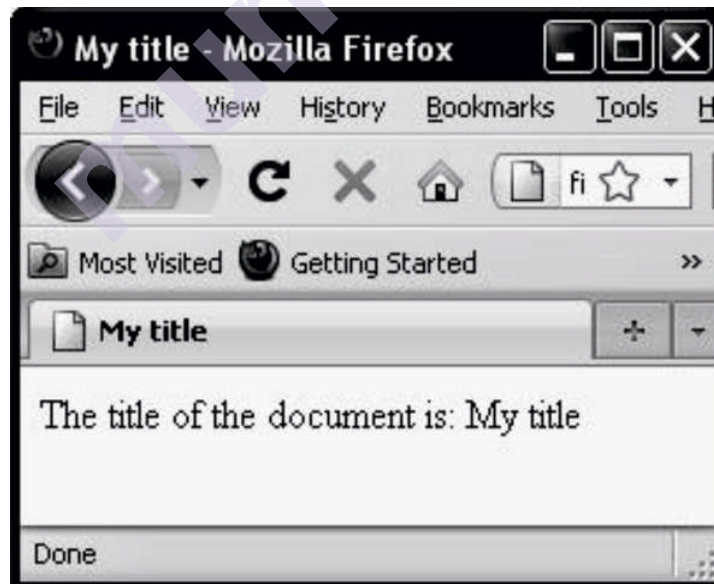 My title - Mozilla Firefox
File Edit View History Bookmarks Tools H
fi
Most Visited Getting Started »
My title
The title of the document is: My title
Done